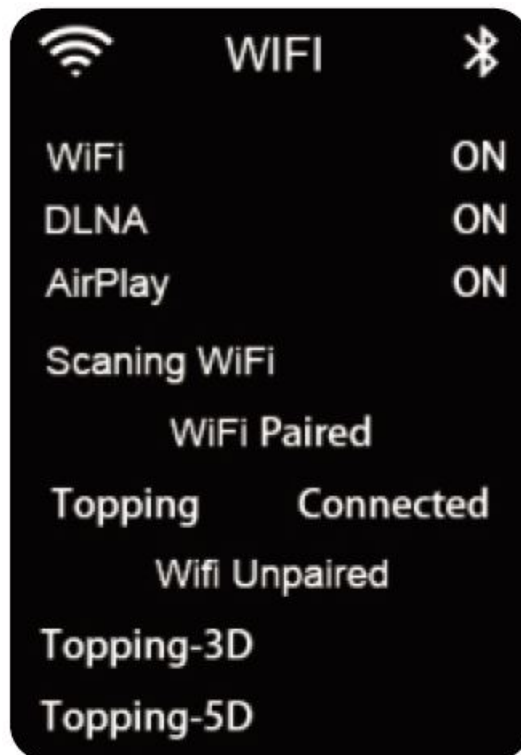 WIFI
WiFi ON
DLNA ON
AirPlay ON
Scaning WiFi
WiFi Paired
Topping Connected
Wifi Unpaired
Topping-3D
Topping-5D